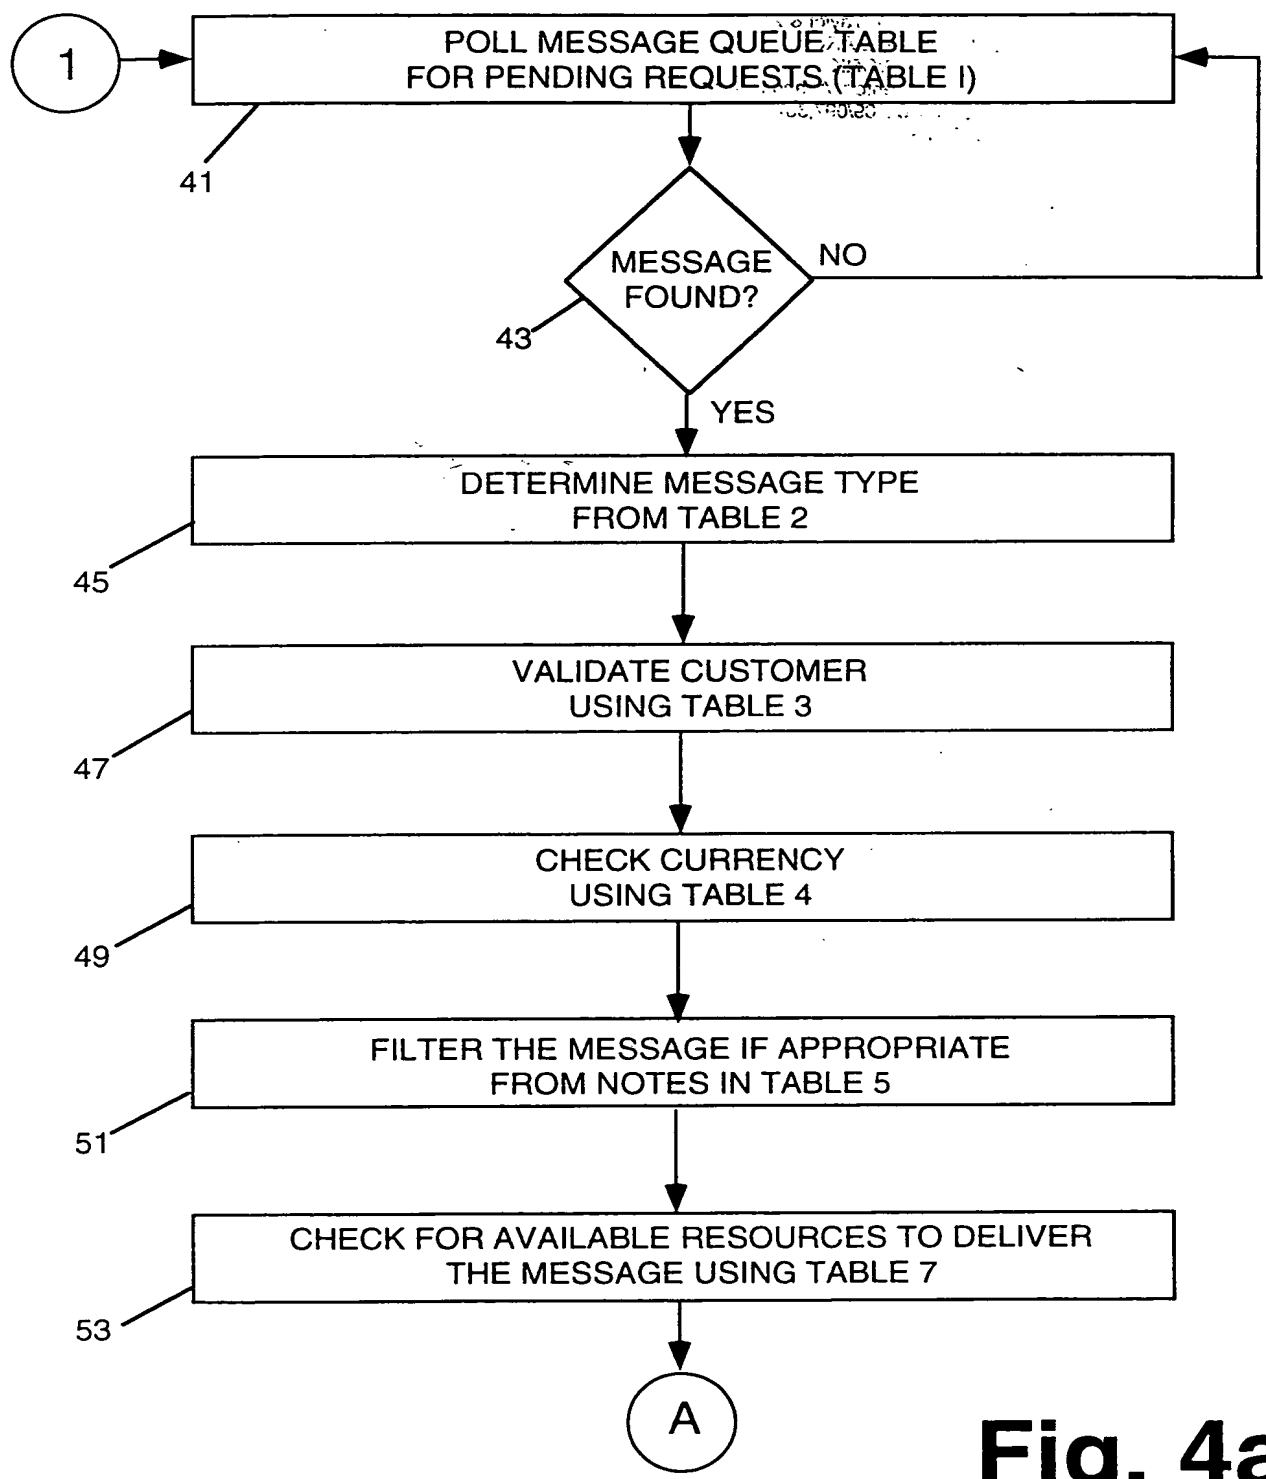 1
POLL MESSAGE QUEUE TABLE
FOR PENDING REQUESTS (TABLE I)
41
MESSAGE
FOUND?
NO
43
YES
DETERMINE MESSAGE TYPE
FROM TABLE 2
45
VALIDATE CUSTOMER
USING TABLE 3
47
CHECK CURRENCY
USING TABLE 4
49
FILTER THE MESSAGE IF APPROPRIATE
FROM NOTES IN TABLE 5
51
CHECK FOR AVAILABLE RESOURCES TO DELIVER
THE MESSAGE USING TABLE 7
53
A
Fig. 4a